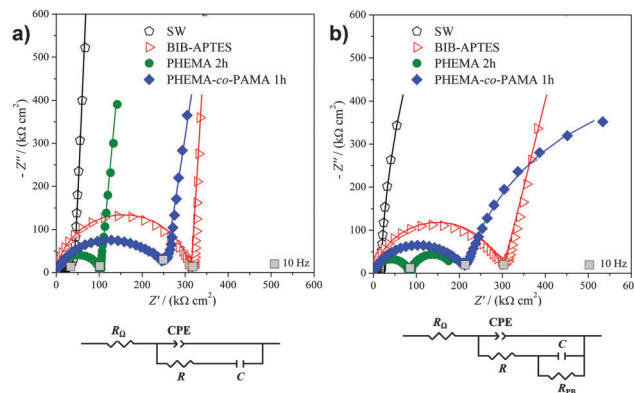 a)
SW
BIB-APTES
PHEMA 2h
PHEMA-co-PAMA 1h
600
500
400
300
200
100
0
- Z″ / (kΩ cm²)
10 Hz
0 100 200 300 400 500 600
Z′ / (kΩ cm²)
RΩ CPE
R C
b)
SW
BIB-APTES
PHEMA 2h
PHEMA-co-PAMA 1h
600
500
400
300
200
100
0
- Z″ / (kΩ cm²)
10 Hz
0 100 200 300 400 500 600
Z′ / (kΩ cm²)
RΩ CPE
R C
RPB